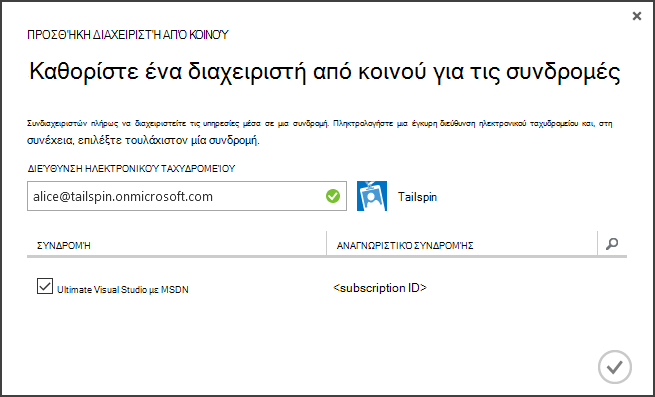 ΠΡΟΣΘΉΚΗ ΔΙΑΧΕΙΡΙΣΤΉ ΑΠΌ ΚΟΙΝΟΎ
Καθορίστε ένα διαχειριστή από κοινού για τις συνδρομές
Συνδιαχειριστών πλήρως να διαχειριστείτε τις υπηρεσίες μέσα σε μια συνδρομή. Πληκτρολογήστε μια έγκυρη διεύθυνση ηλεκτρονικού ταχυδρομείου και, στη
συνέχεια, επιλέξτε τουλάχιστον μία συνδρομή.
ΔΙΕΎΘΥΝΣΗ ΗΛΕΚΤΡΟΝΙΚΟΎ ΤΑΧΥΔΡΟΜΕΊΟΥ
alice@tailspin.onmicrosoft.com Tailspin
ΣΥΝΔΡΟΜΉ ΑΝΑΓΝΩΡΙΣΤΙΚΌ ΣΥΝΔΡΟΜΉΣ
Ultimate Visual Studio με MSDN <subscription ID>